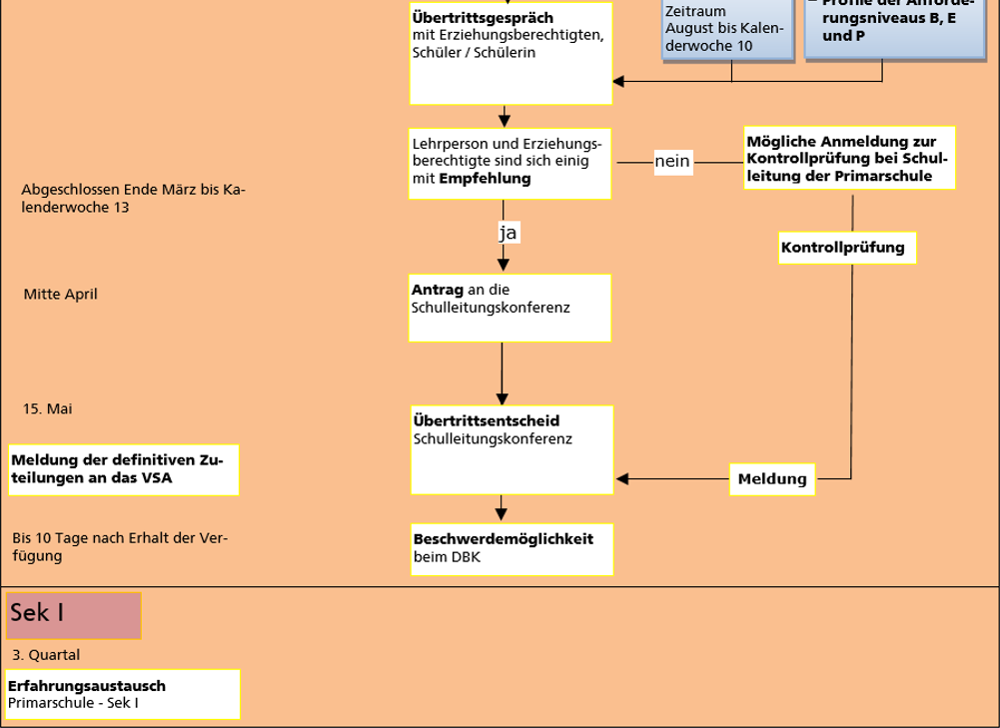 Übertrittsgespräch
mit Erziehungsberechtigten,
Schüler / Schülerin
Zeitraum
August bis Kalen-
derwoche 10
– Profile der Anforde-
rungsniveaus B, E
und P
Lehrperson und Erziehungs-
berechtigte sind sich einig
mit Empfehlung
nein
Mögliche Anmeldung zur
Kontrollprüfung bei Schul-
leitung der Primarschule
Abgeschlossen Ende März bis Ka-
lenderwoche 13
ja
Kontrollprüfung
Mitte April
Antrag an die
Schulleitungskonferenz
15. Mai
Übertrittsentscheid
Schulleitungskonferenz
Meldung der definitiven Zu-
teilungen an das VSA
Meldung
Bis 10 Tage nach Erhalt der Ver-
fügung
Beschwerdemöglichkeit
beim DBK
Sek I
3. Quartal
Erfahrungsaustausch
Primarschule - Sek I